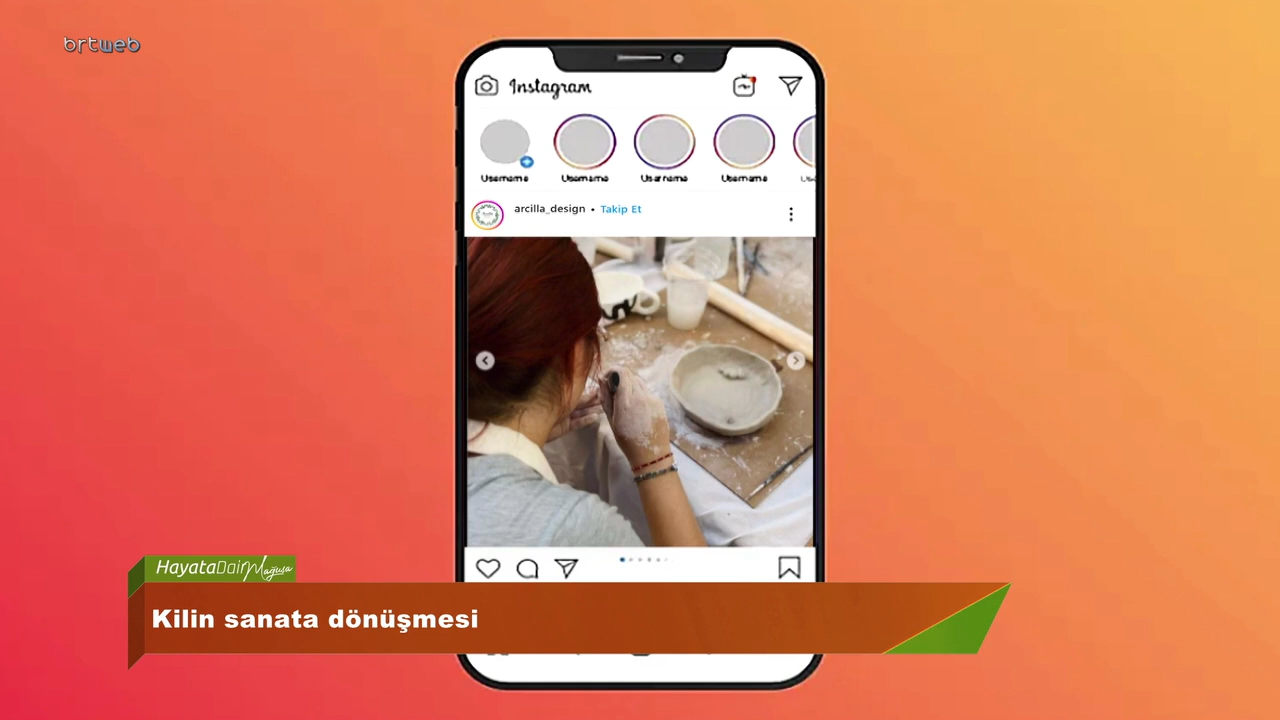 brtweb
Instagram
Username
Username
Username
Username
arcilla_design • Takip Et
HayataDair Mağusa
Kilin sanata dönüşmesi